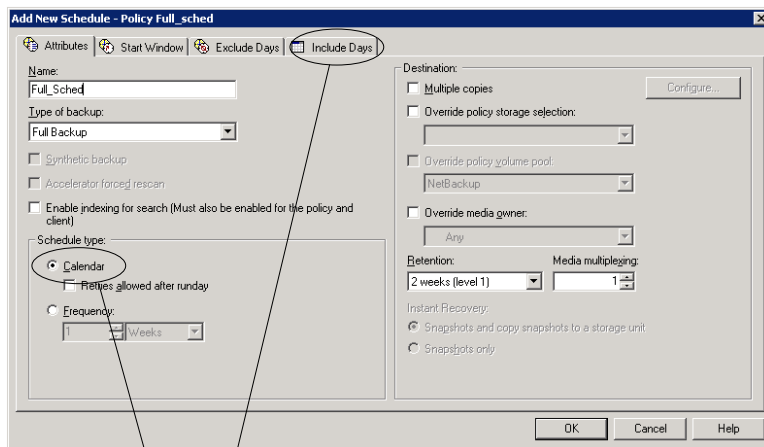 Add New Schedule - Policy Full_sched
Attributes
Start Window
Exclude Days
Include Days
Name:
Full_Sched
Type of backup:
Full Backup
Synthetic backup
Accelerator forced rescan
Enable indexing for search (Must also be enabled for the policy and
client)
Schedule type:
Calendar
Retries allowed after runday
Frequency:
1
Weeks
Destination:
Multiple copies
Configure...
Override policy storage selection:
Override policy volume pool:
NetBackup
Override media owner:
Any
Retention:
Media multiplexing:
2 weeks (level 1)
1
Instant Recovery:
Snapshots and copy snapshots to a storage unit
Snapshots only
OK
Cancel
Help